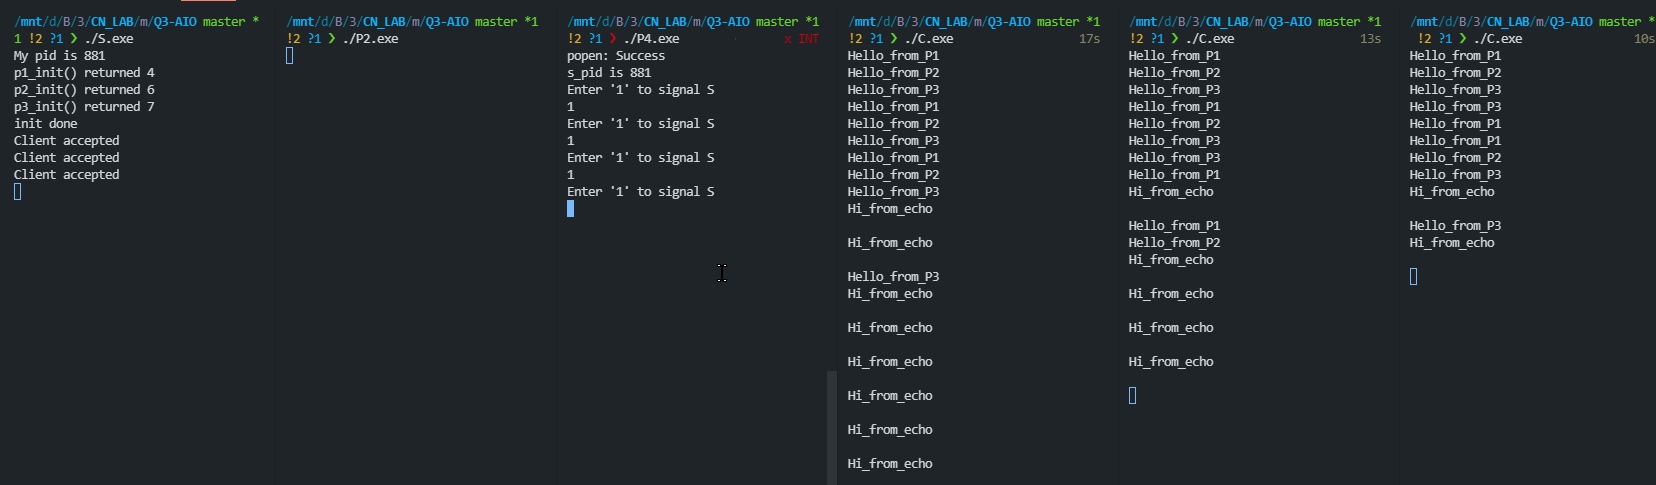 /mnt/d/B/3/CN_LAB/m/Q3-AIO master *
1 !2 ?1 ❯ ./S.exe
My pid is 881
p1_init() returned 4
p2_init() returned 6
p3_init() returned 7
init done
Client accepted
Client accepted
Client accepted
/mnt/d/B/3/CN_LAB/m/Q3-AIO master *1
!2 ?1 ❯ ./P2.exe
/mnt/d/B/3/CN_LAB/m/Q3-AIO master *1
!2 ?1 ❯ ./P4.exe x INT
popen: Success
s_pid is 881
Enter '1' to signal S
1
Enter '1' to signal S
1
Enter '1' to signal S
1
Enter '1' to signal S
/mnt/d/B/3/CN_LAB/m/Q3-AIO master *1
!2 ?1 ❯ ./C.exe 17s
Hello_from_P1
Hello_from_P2
Hello_from_P3
Hello_from_P1
Hello_from_P2
Hello_from_P3
Hello_from_P1
Hello_from_P2
Hello_from_P3
Hi_from_echo
Hi_from_echo
Hello_from_P3
Hi_from_echo
Hi_from_echo
Hi_from_echo
Hi_from_echo
Hi_from_echo
Hi_from_echo
/mnt/d/B/3/CN_LAB/m/Q3-AIO master *1
!2 ?1 ❯ ./C.exe 13s
Hello_from_P1
Hello_from_P2
Hello_from_P3
Hello_from_P1
Hello_from_P2
Hello_from_P3
Hello_from_P3
Hello_from_P1
Hi_from_echo
Hello_from_P1
Hello_from_P2
Hi_from_echo
Hi_from_echo
Hi_from_echo
Hi_from_echo
/mnt/d/B/3/CN_LAB/m/Q3-AIO master *
!2 ?1 ❯ ./C.exe 10s
Hello_from_P1
Hello_from_P2
Hello_from_P3
Hello_from_P3
Hello_from_P1
Hello_from_P1
Hello_from_P2
Hello_from_P3
Hi_from_echo
Hello_from_P3
Hi_from_echo